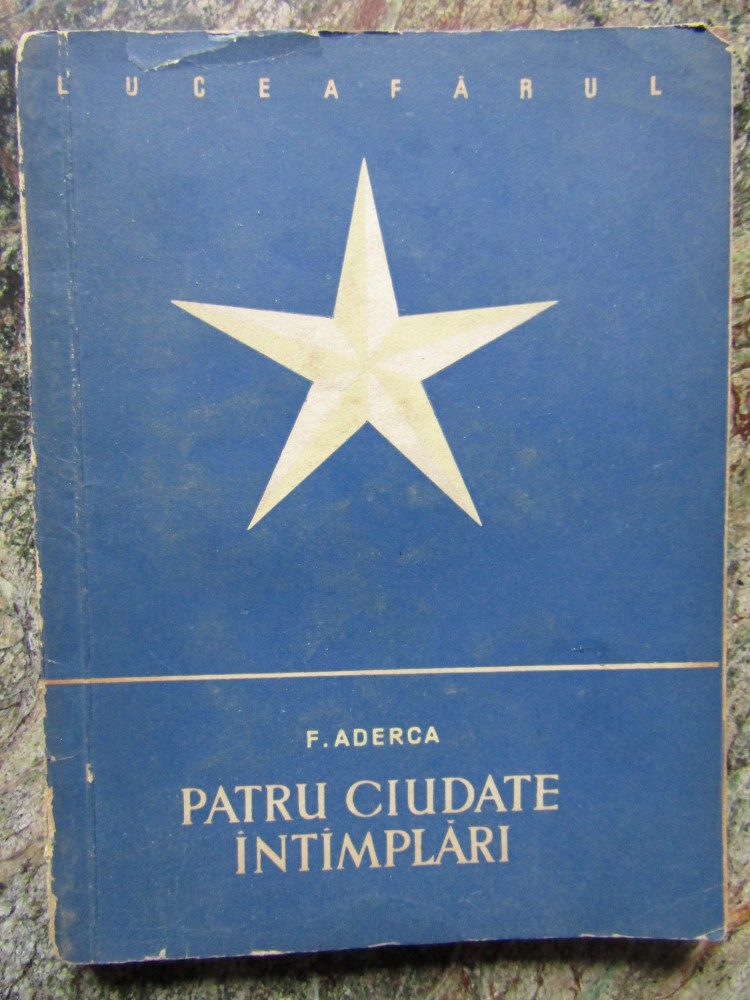 LUCEAFĂRUL
F. ADERCA
PATRU CIUDATE
ÎNTÎMPLĂRI